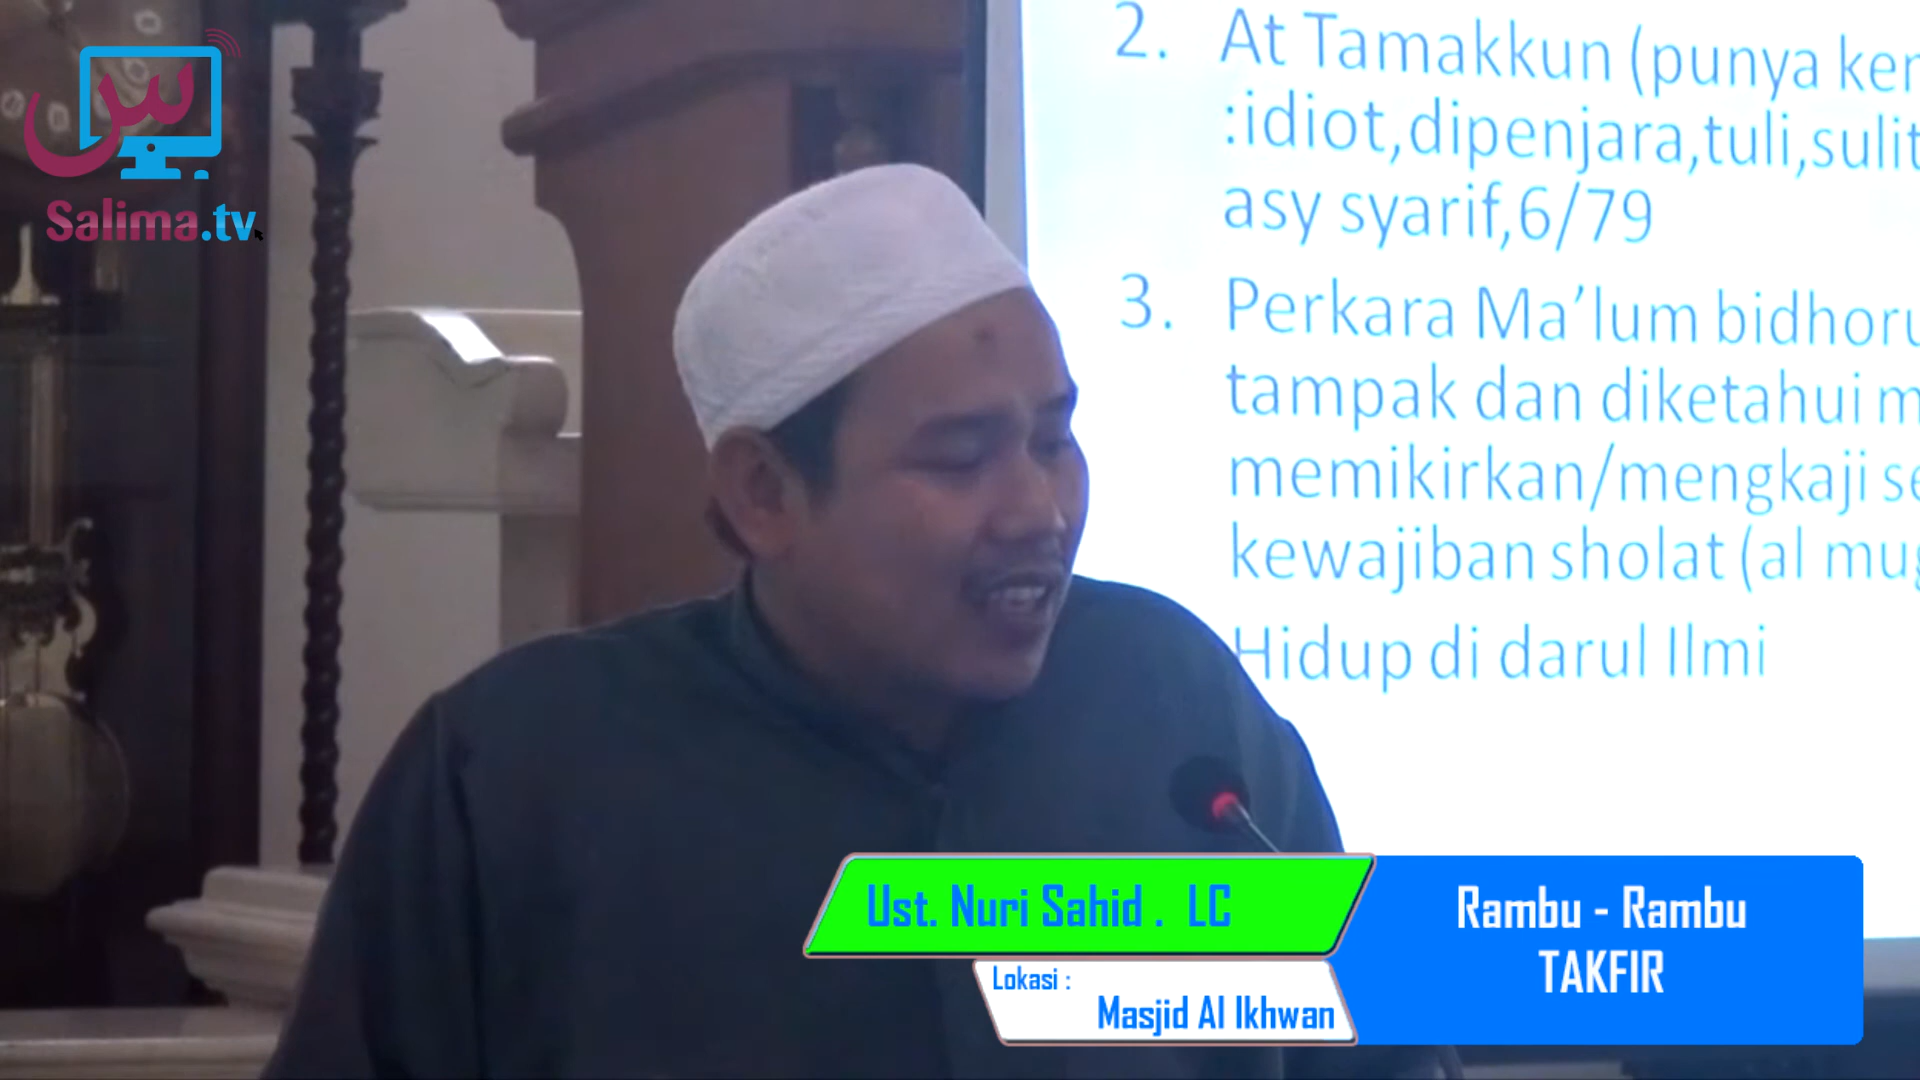 س
Salima.tv
2. At Tamakkun (punya
:idiot,dipenjara,tuli,sulit
asy syarif,6/79
3. Perkara Ma'lum
tampak dan diketahui
memikirkan/mengkaji
kewajiban sholat (al
Hidup di darul Ilmi
Ust. Nuri Sahid . LC
Lokasi :
Masjid Al Ikhwan
Rambu - Rambu
TAKFIR